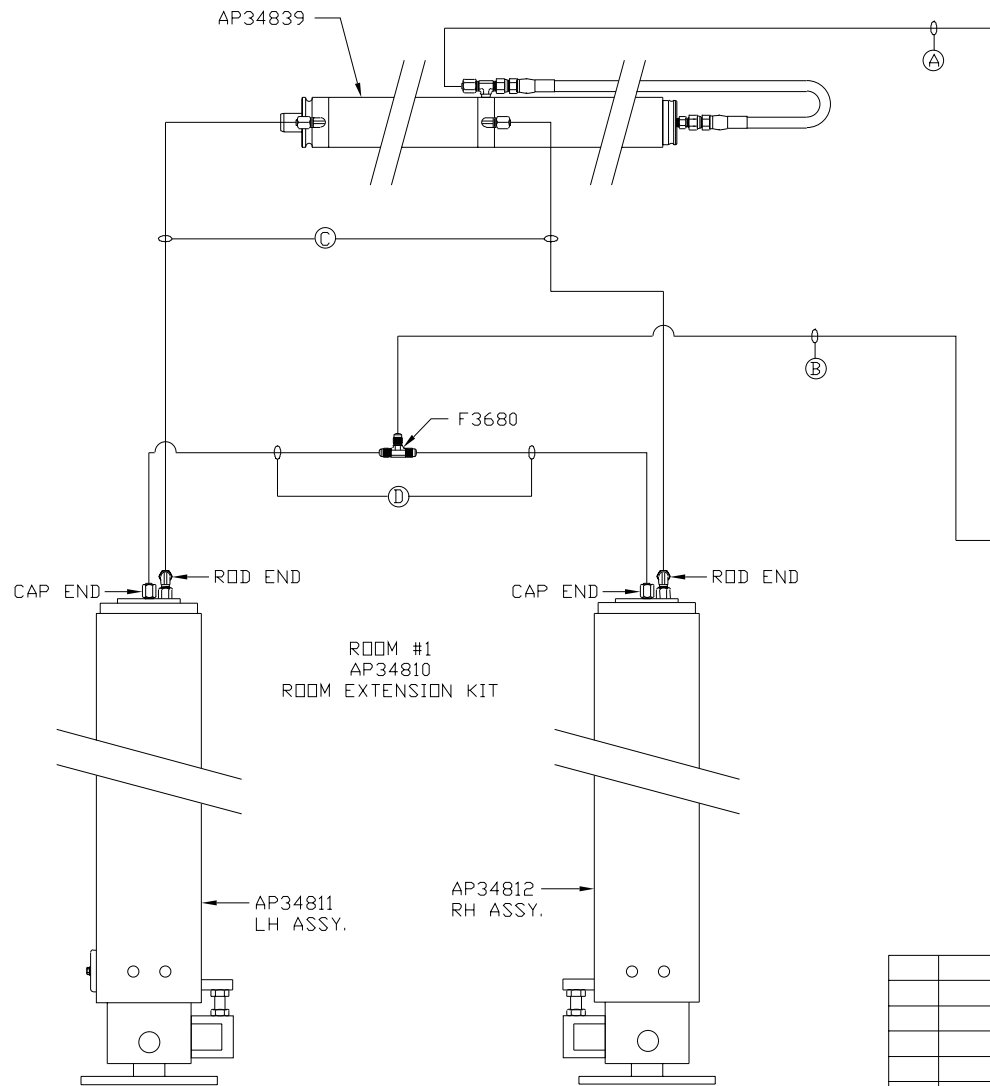 AP34839
A
C
B
F3680
D
ROD END
CAP END
ROD END
CAP END
ROOM #1
AP34810
ROOM EXTENSION KIT
AP34811
LH ASSY.
AP34812
RH ASSY.